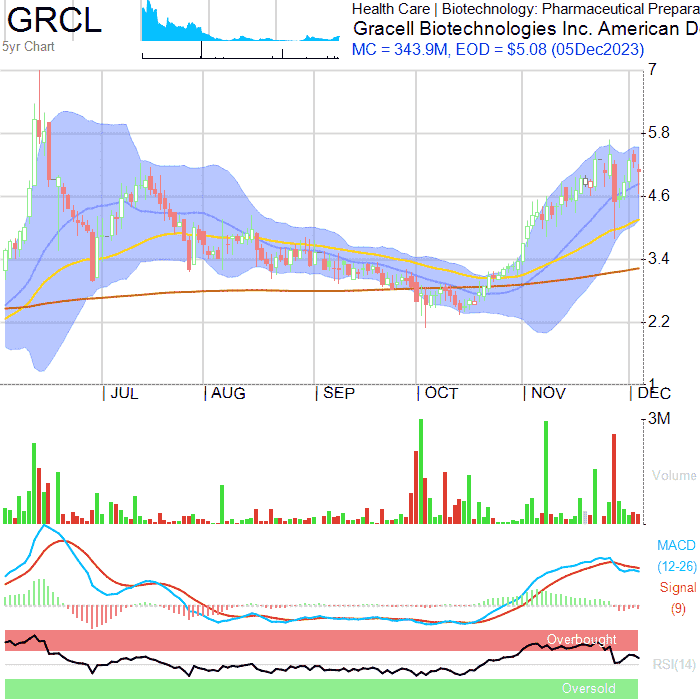 GRCL
Health Care | Biotechnology: Pharmaceutical Prepara
5yr Chart
Gracell Biotechnologies Inc. American D
MC = 343.9M, EOD = $5.08 (05Dec2023)
7
5.8
4.6
3.4
2.2
1
| JUL | AUG | SEP | OCT | NOV | DEC
3M
Volume
MACD
(12-26)
Signal
(9)
Overbought
RSI(14)
Oversold